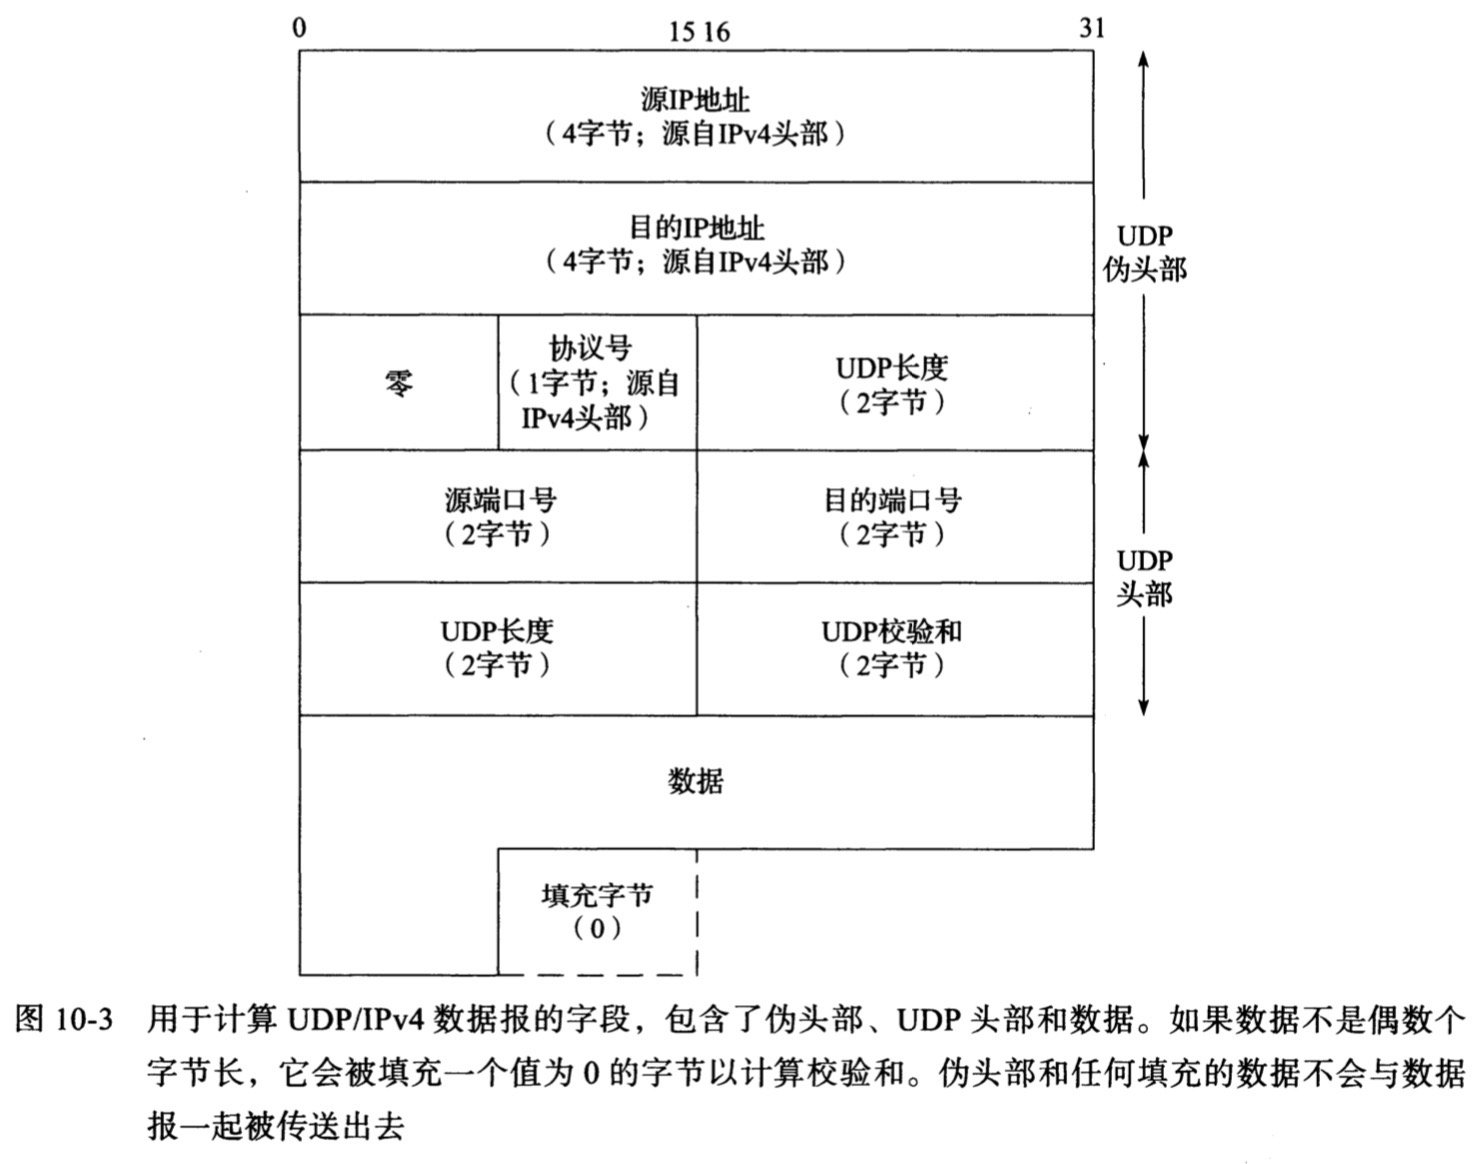 0 15 16 31
源IP地址
（4字节；源自IPv4头部）
目的IP地址
（4字节；源自IPv4头部）
UDP
伪头部
零
协议号
（1字节；源自
IPv4头部）
UDP长度
（2字节）
源端口号
（2字节）
目的端口号
（2字节）
UDP
头部
UDP长度
（2字节）
UDP校验和
（2字节）
数据
填充字节
（0）
图 10-3 用于计算 UDP/IPv4 数据报的字段，包含了伪头部、UDP 头部和数据。如果数据不是偶数个
字节长，它会被填充一个值为 0 的字节以计算校验和。伪头部和任何填充的数据不会与数据
报一起被传送出去